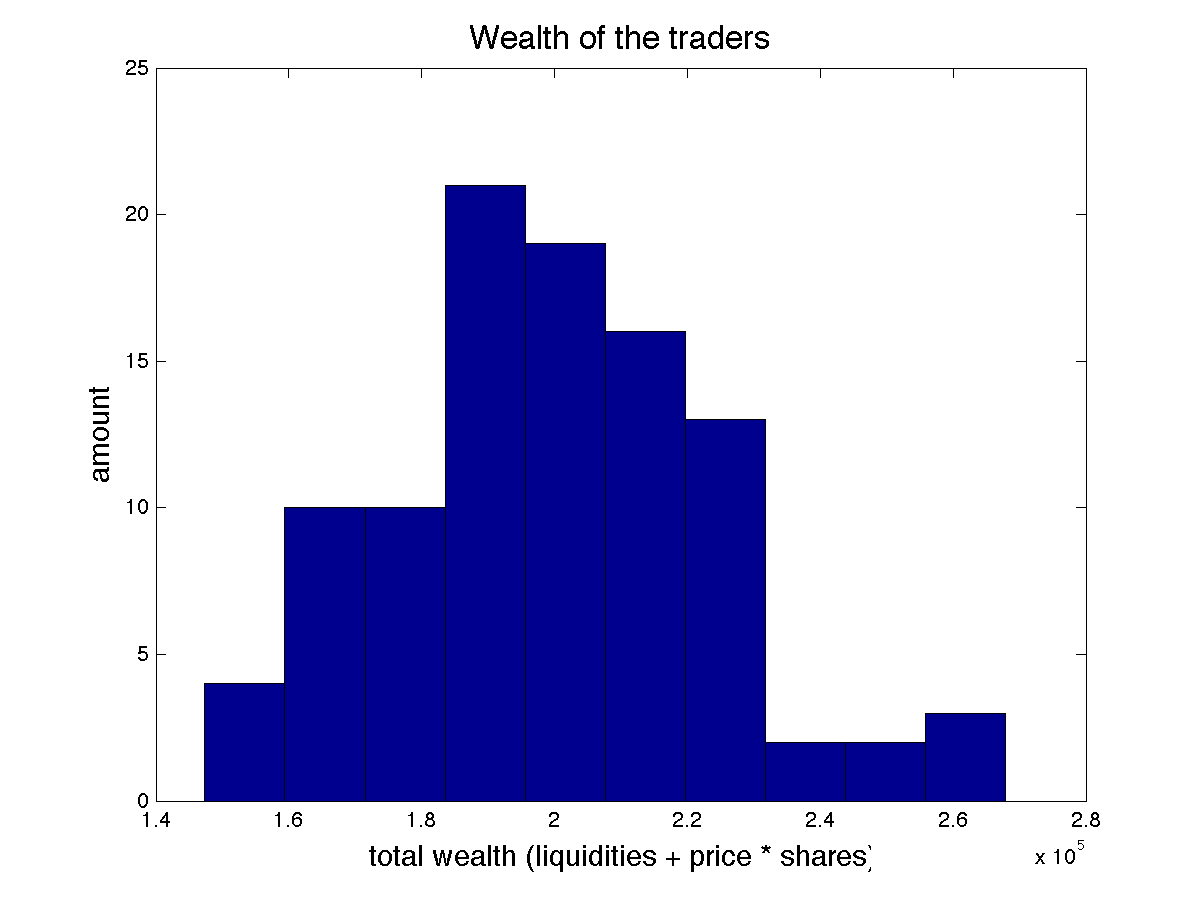 Wealth of the traders
25
20
15
10
5
0
amount
1.4 1.6 1.8 2 2.2 2.4 2.6 2.8
total wealth (liquidities + price * shares)
x 10^5